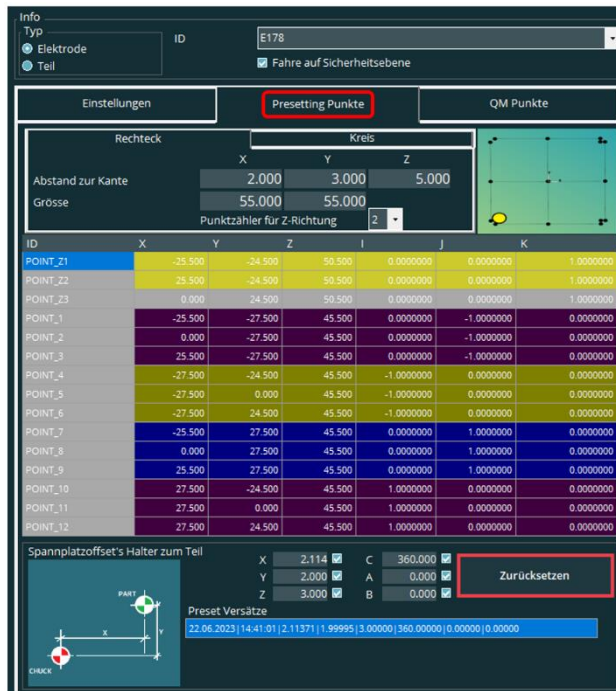 Info
Typ
Elektrode
Teil
ID
E178
Fahre auf Sicherheitsebene
Einstellungen Presetting Punkte QM Punkte
Rechteck Kreis
X Y Z
Abstand zur Kante 2.000 3.000 5.000
Grösse 55.000 55.000
Punktzähler für Z-Richtung 2
ID X Y Z I J K
POINT_Z1 -25.500 -24.500 50.500 0.0000000 0.0000000 1.0000000
POINT_Z2 25.500 -24.500 50.500 0.0000000 0.0000000 1.0000000
POINT_Z3 0.000 24.500 50.500 0.0000000 0.0000000 1.0000000
POINT_1 -25.500 -27.500 45.500 0.0000000 -1.0000000 0.0000000
POINT_2 0.000 -27.500 45.500 0.0000000 -1.0000000 0.0000000
POINT_3 25.500 -27.500 45.500 0.0000000 -1.0000000 0.0000000
POINT_4 -27.500 -24.500 45.500 -1.0000000 0.0000000 0.0000000
POINT_5 -27.500 0.000 45.500 -1.0000000 0.0000000 0.0000000
POINT_6 -27.500 24.500 45.500 -1.0000000 0.0000000 0.0000000
POINT_7 -25.500 27.500 45.500 0.0000000 1.0000000 0.0000000
POINT_8 0.000 27.500 45.500 0.0000000 1.0000000 0.0000000
POINT_9 25.500 27.500 45.500 0.0000000 1.0000000 0.0000000
POINT_10 27.500 -24.500 45.500 1.0000000 0.0000000 0.0000000
POINT_11 27.500 0.000 45.500 1.0000000 0.0000000 0.0000000
POINT_12 27.500 24.500 45.500 1.0000000 0.0000000 0.0000000
Spannplatzoffset's Halter zum Teil
X 2.114 C 360.000
Y 2.000 A 0.000
Z 3.000 B 0.000
Zurücksetzen
PART
X
Y
CHUCK
Preset Versätze
22.06.2023|14:41:01|2.11371|1.99995|3.00000|360.00000|0.00000|0.00000